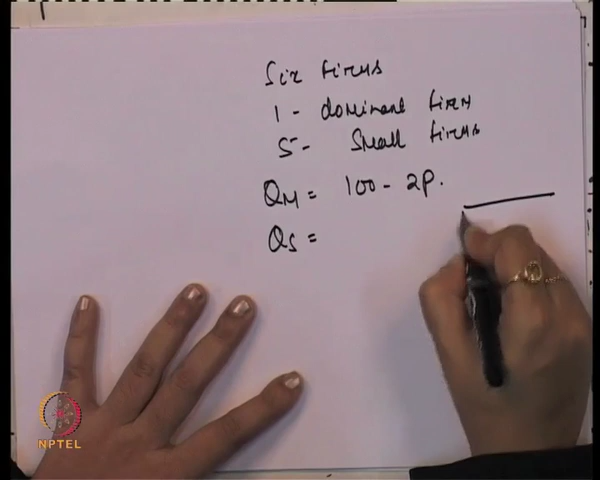 Six firms
1 - dominant firm
5 - Small firms
QM = 100 - 2P.
QS =
NPTEL